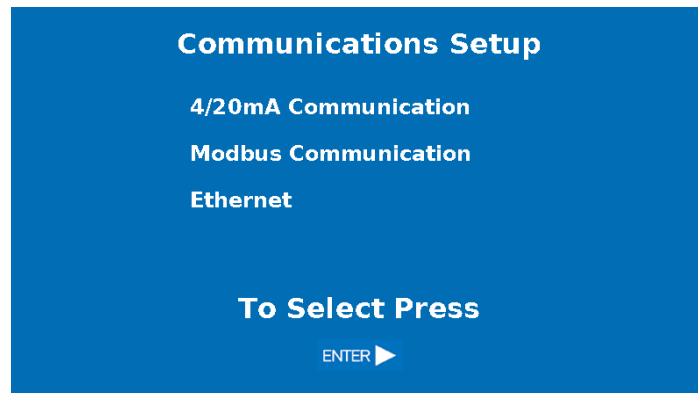 Communications Setup
4/20mA Communication
Modbus Communication
Ethernet
To Select Press
ENTER